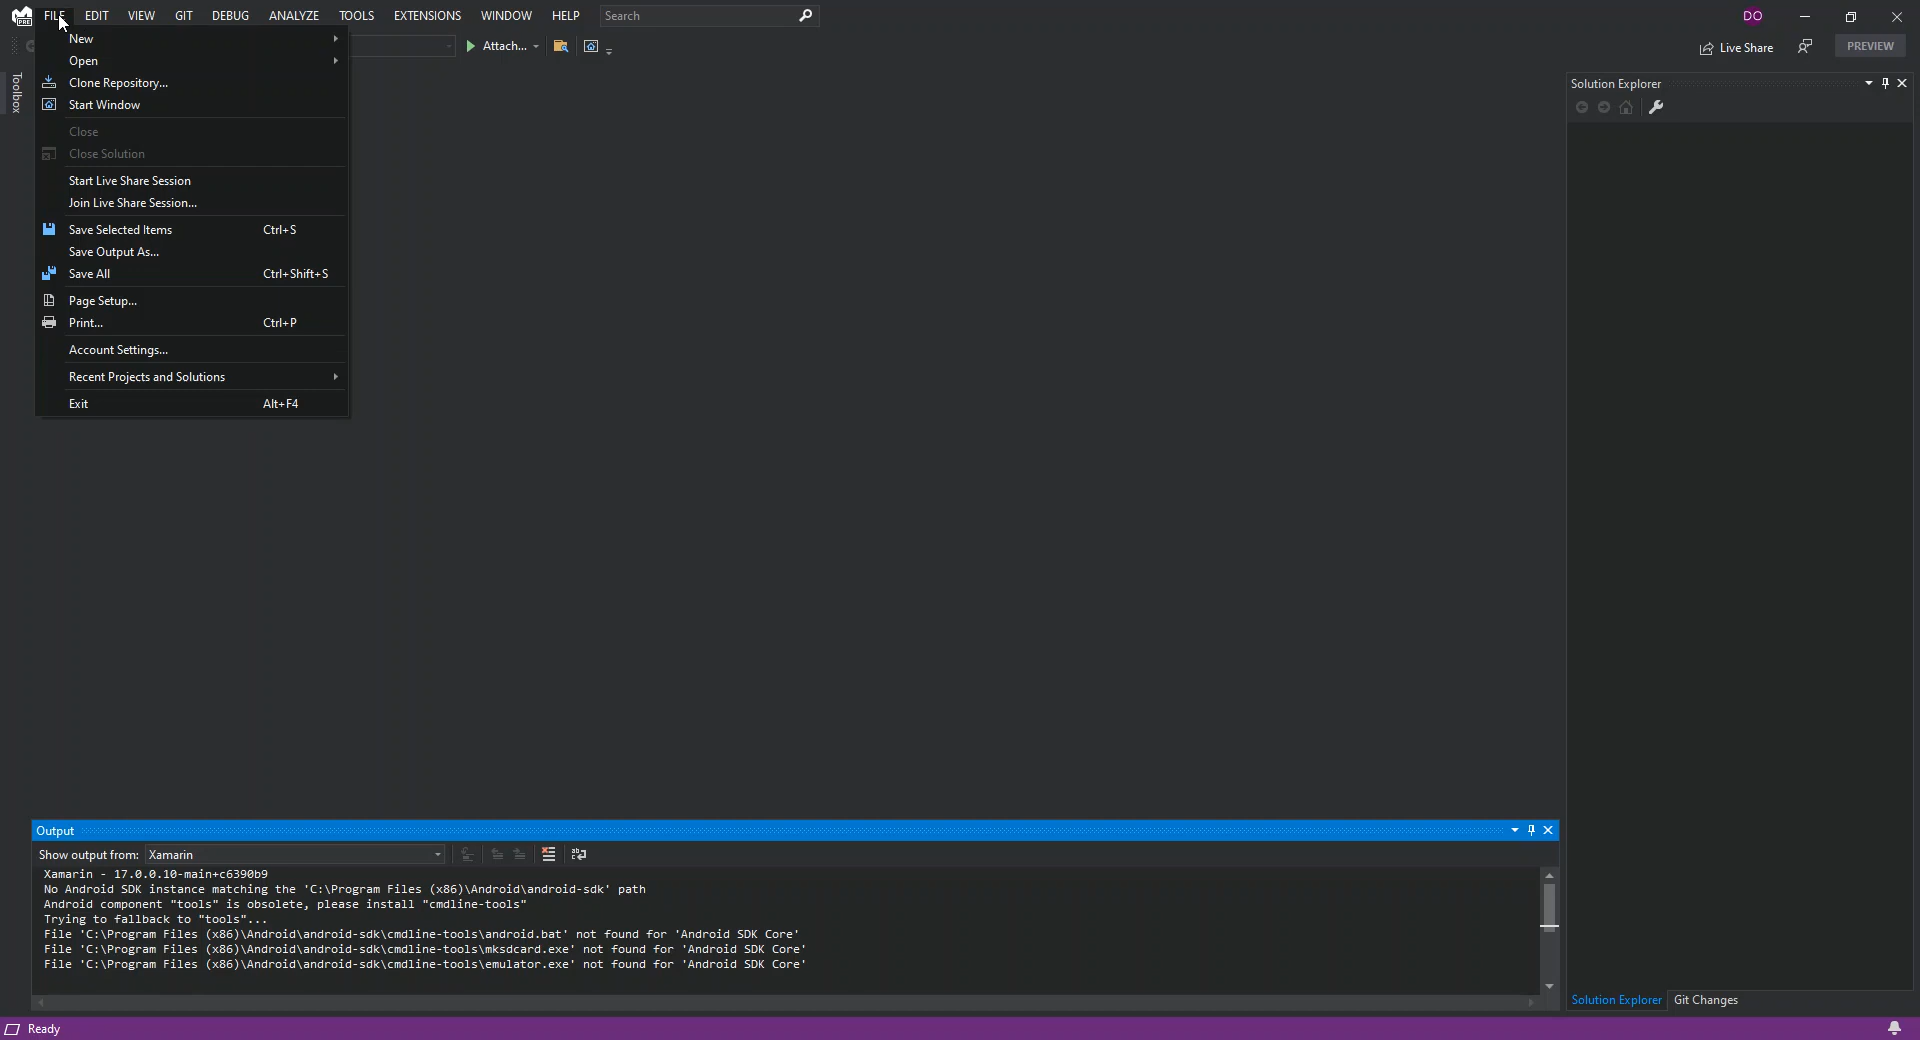 FILE EDIT VIEW GIT DEBUG ANALYZE TOOLS EXTENSIONS WINDOW HELP Search DO
Attach... Live Share PREVIEW
New
Open
Clone Repository...
Start Window
Close
Close Solution
Start Live Share Session
Join Live Share Session...
Save Selected Items Ctrl+S
Save Output As...
Save All Ctrl+Shift+S
Page Setup...
Print... Ctrl+P
Account Settings...
Recent Projects and Solutions
Exit Alt+F4
Toolbox
Solution Explorer
Output
Show output from: Xamarin
Xamarin - 17.0.0.10-main+c6390b9
No Android SDK instance matching the 'C:\Program Files (x86)\Android\android-sdk' path
Android component "tools" is obsolete, please install "cmdline-tools"
Trying to fallback to "tools"...
File 'C:\Program Files (x86)\Android\android-sdk\cmdline-tools\android.bat' not found for 'Android SDK Core'
File 'C:\Program Files (x86)\Android\android-sdk\cmdline-tools\mksdcard.exe' not found for 'Android SDK Core'
File 'C:\Program Files (x86)\Android\android-sdk\cmdline-tools\emulator.exe' not found for 'Android SDK Core'
Solution Explorer Git Changes
Ready